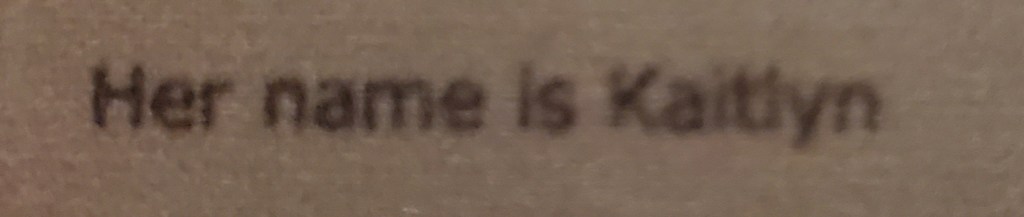 Her name is Kaitlyn